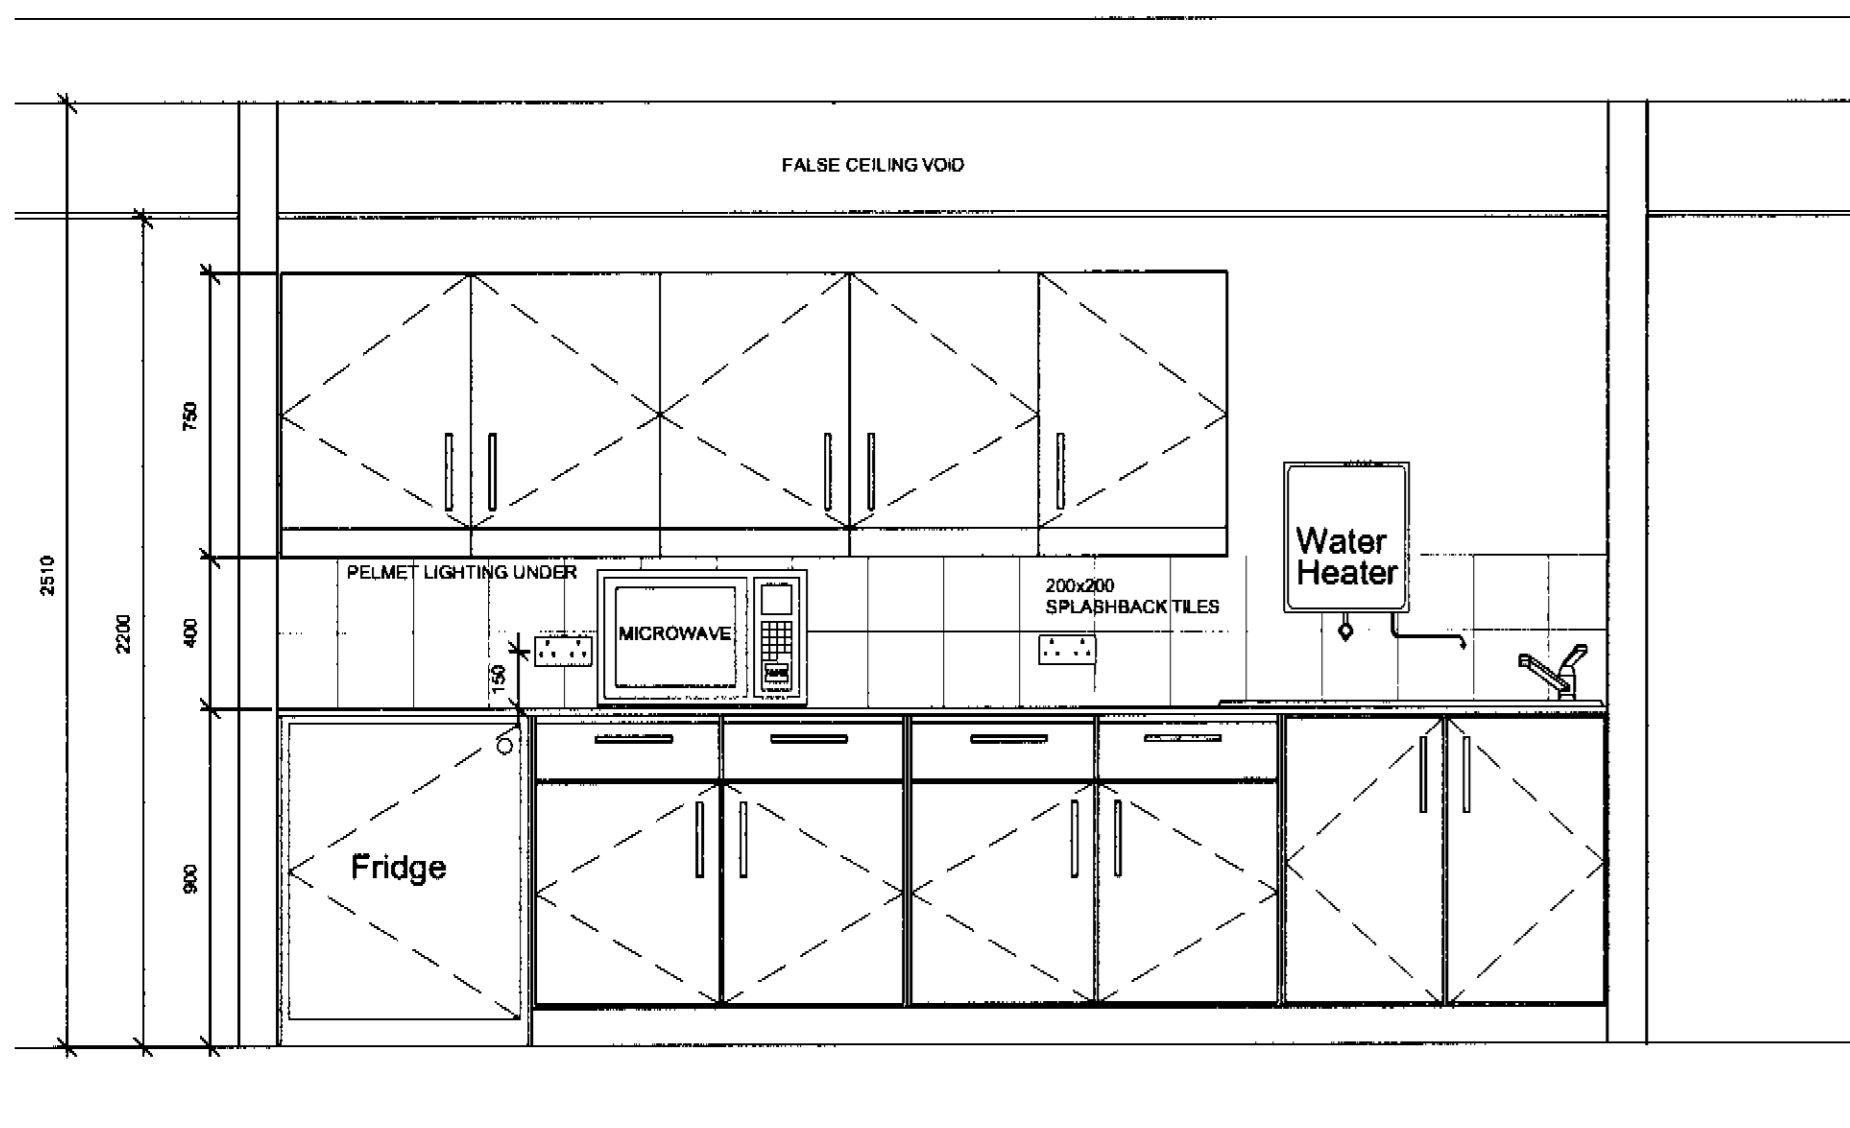 FALSE CEILING VOID
750
2510
2200
400
150
900
PELMET LIGHTING UNDER
MICROWAVE
200x200
SPLASHBACK TILES
Water
Heater
Fridge